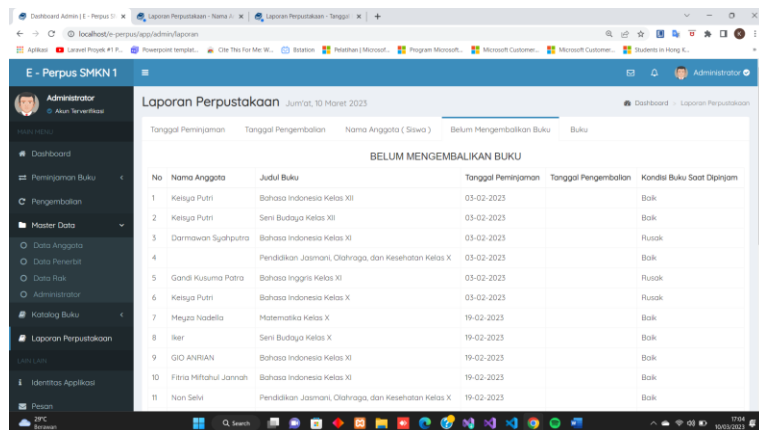 Dashboard Admin | E - Perpus S
Laporan Perpustakaan - Nama A
Laporan Perpustakaan - Tanggal
localhost/e-perpus/app/admin/laporan
Aplikasi
Laravel Proyek #1 P...
Powerpoint templat...
Cite This For Me: W...
Bstation
Pelatihan (Microsof...
Program Microsoft...
Microsoft Customer...
Microsoft Customer...
Students in Hong K...
E - Perpus SMKN 1
Administrator
Administrator
Akun Terverifikasi
MAIN MENU
Dashboard
Peminjaman Buku
Pengembalian
Master Data
Data Anggota
Data Penerbit
Data Rak
Administrator
Katalog Buku
Laporan Perpustakaan
LAIN LAIN
Identitas Applikasi
Pesan
Laporan Perpustakaan Jum'at, 10 Maret 2023
Dashboard > Laporan Perpustakaan
Tanggal Peminjaman Tanggal Pengembalian Nama Anggota ( Siswa ) Belum Mengembalikan Buku Buku
BELUM MENGEMBALIKAN BUKU
No Nama Anggota Judul Buku Tanggal Peminjaman Tanggal Pengembalian Kondisi Buku Saat Dipinjam
1 Keisya Putri Bahasa Indonesia Kelas XII 03-02-2023 Baik
2 Keisya Putri Seni Budaya Kelas XII 03-02-2023 Baik
3 Darmawan Syahputra Bahasa Indonesia Kelas XI 03-02-2023 Rusak
4 Pendidikan Jasmani, Olahraga, dan Kesehatan Kelas X 03-02-2023 Baik
5 Gandi Kusuma Patra Bahasa Inggris Kelas XI 03-02-2023 Rusak
6 Keisya Putri Bahasa Indonesia Kelas X 03-02-2023 Rusak
7 Meyza Nadella Matematika Kelas X 19-02-2023 Baik
8 Iker Seni Budaya Kelas X 19-02-2023 Baik
9 GIO ANRIAN Bahasa Indonesia Kelas XI 19-02-2023 Baik
10 Fitria Miftahul Jannah Bahasa Indonesia Kelas XI 19-02-2023 Baik
11 Nan Selvi Pendidikan Jasmani, Olahraga, dan Kesehatan Kelas X 19-02-2023 Baik
29°C
Berawan
Search
17:04
10/03/2023